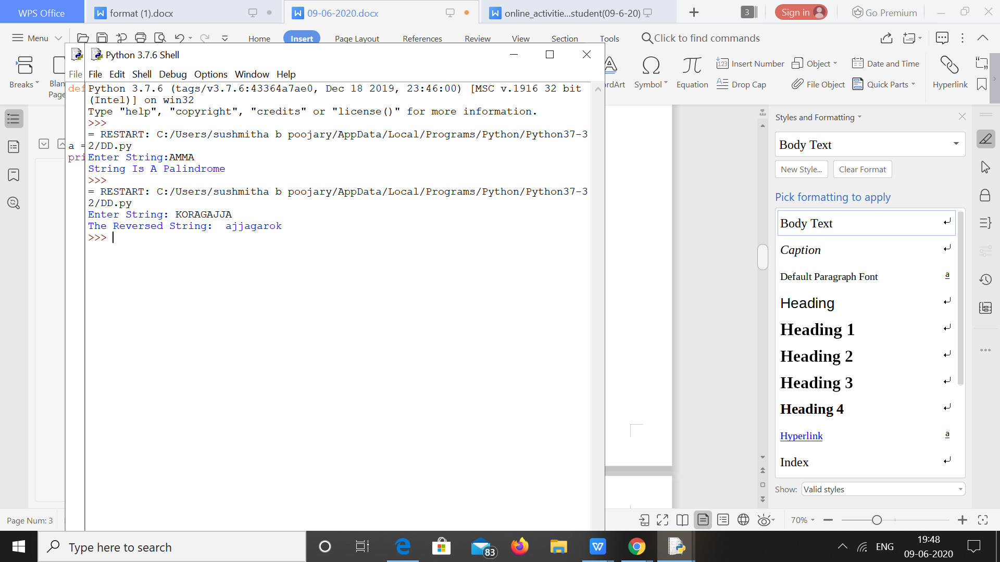 WPS Office
format (1).docx
09-06-2020.docx
online_activitie...student(09-6-20)
3
Sign in
Go Premium
Menu
Home
Insert
Page Layout
References
Review
View
Section
Tools
Click to find commands
Breaks
Blan
Page
Symbol
Equation
Insert Number
Drop Cap
Object
File Object
Date and Time
Quick Parts
Hyperlink
Python 3.7.6 Shell
File
File Edit Shell Debug Options Window Help
def
a =
pri
Python 3.7.6 (tags/v3.7.6:43364a7ae0, Dec 18 2019, 23:46:00) [MSC v.1916 32 bit
(Intel)] on win32
Type "help", "copyright", "credits" or "license()" for more information.
>>>
= RESTART: C:/Users/sushmitha b poojary/AppData/Local/Programs/Python/Python37-3
2/DD.py
Enter String:AMMA
String Is A Palindrome
>>>
= RESTART: C:/Users/sushmitha b poojary/AppData/Local/Programs/Python/Python37-3
2/DD.py
Enter String: KORAGAJJA
The Reversed String:  ajjagarok
>>>
Styles and Formatting
Body Text
New Style...
Clear Format
Pick formatting to apply
Body Text
Caption
Default Paragraph Font a
Heading
Heading 1
Heading 2
Heading 3
Heading 4
Hyperlink a
Index
Show: Valid styles
Page Num: 3
70%
Type here to search
83
ENG
19:48
09-06-2020